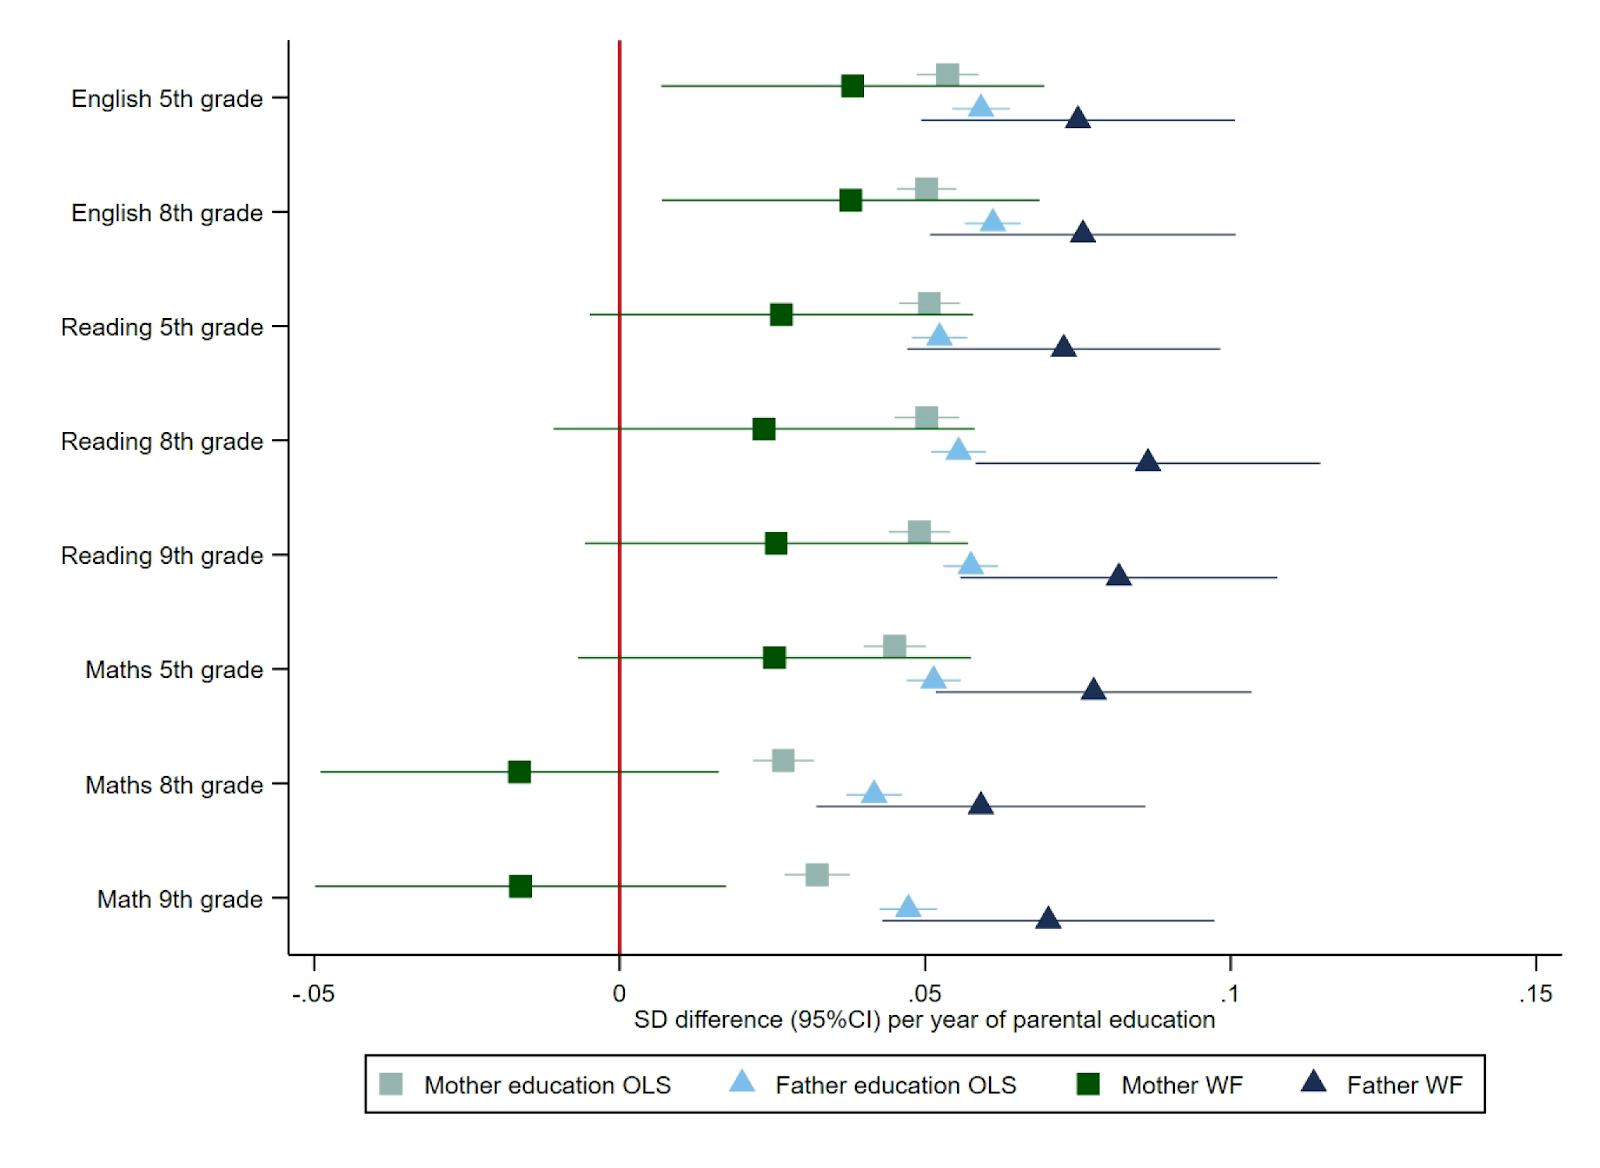 English 5th grade
English 8th grade
Reading 5th grade
Reading 8th grade
Reading 9th grade
Maths 5th grade
Maths 8th grade
Math 9th grade
-.05 0 .05 .1 .15
SD difference (95%CI) per year of parental education
Mother education OLS Father education OLS Mother WF Father WF